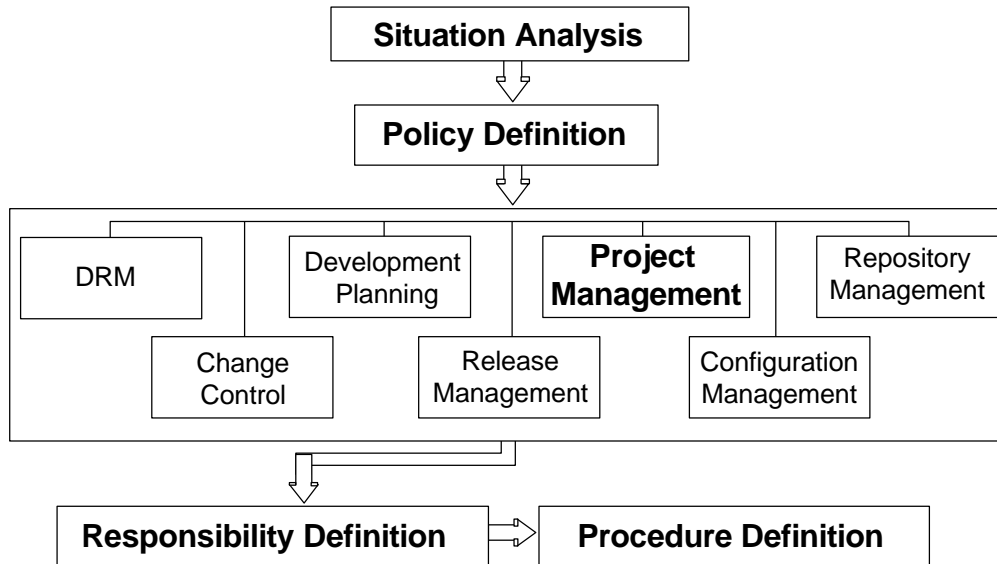 Situation Analysis
Policy Definition
DRM
Development
Planning
Project
Management
Repository
Management
Change
Control
Release
Management
Configuration
Management
Responsibility Definition
Procedure Definition